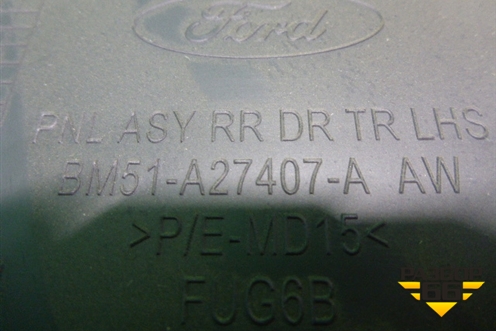 Ford
PNL ASY RR DR TR LHS
BM51-A27407-A AW
>P/E-MD15<
FJG6B